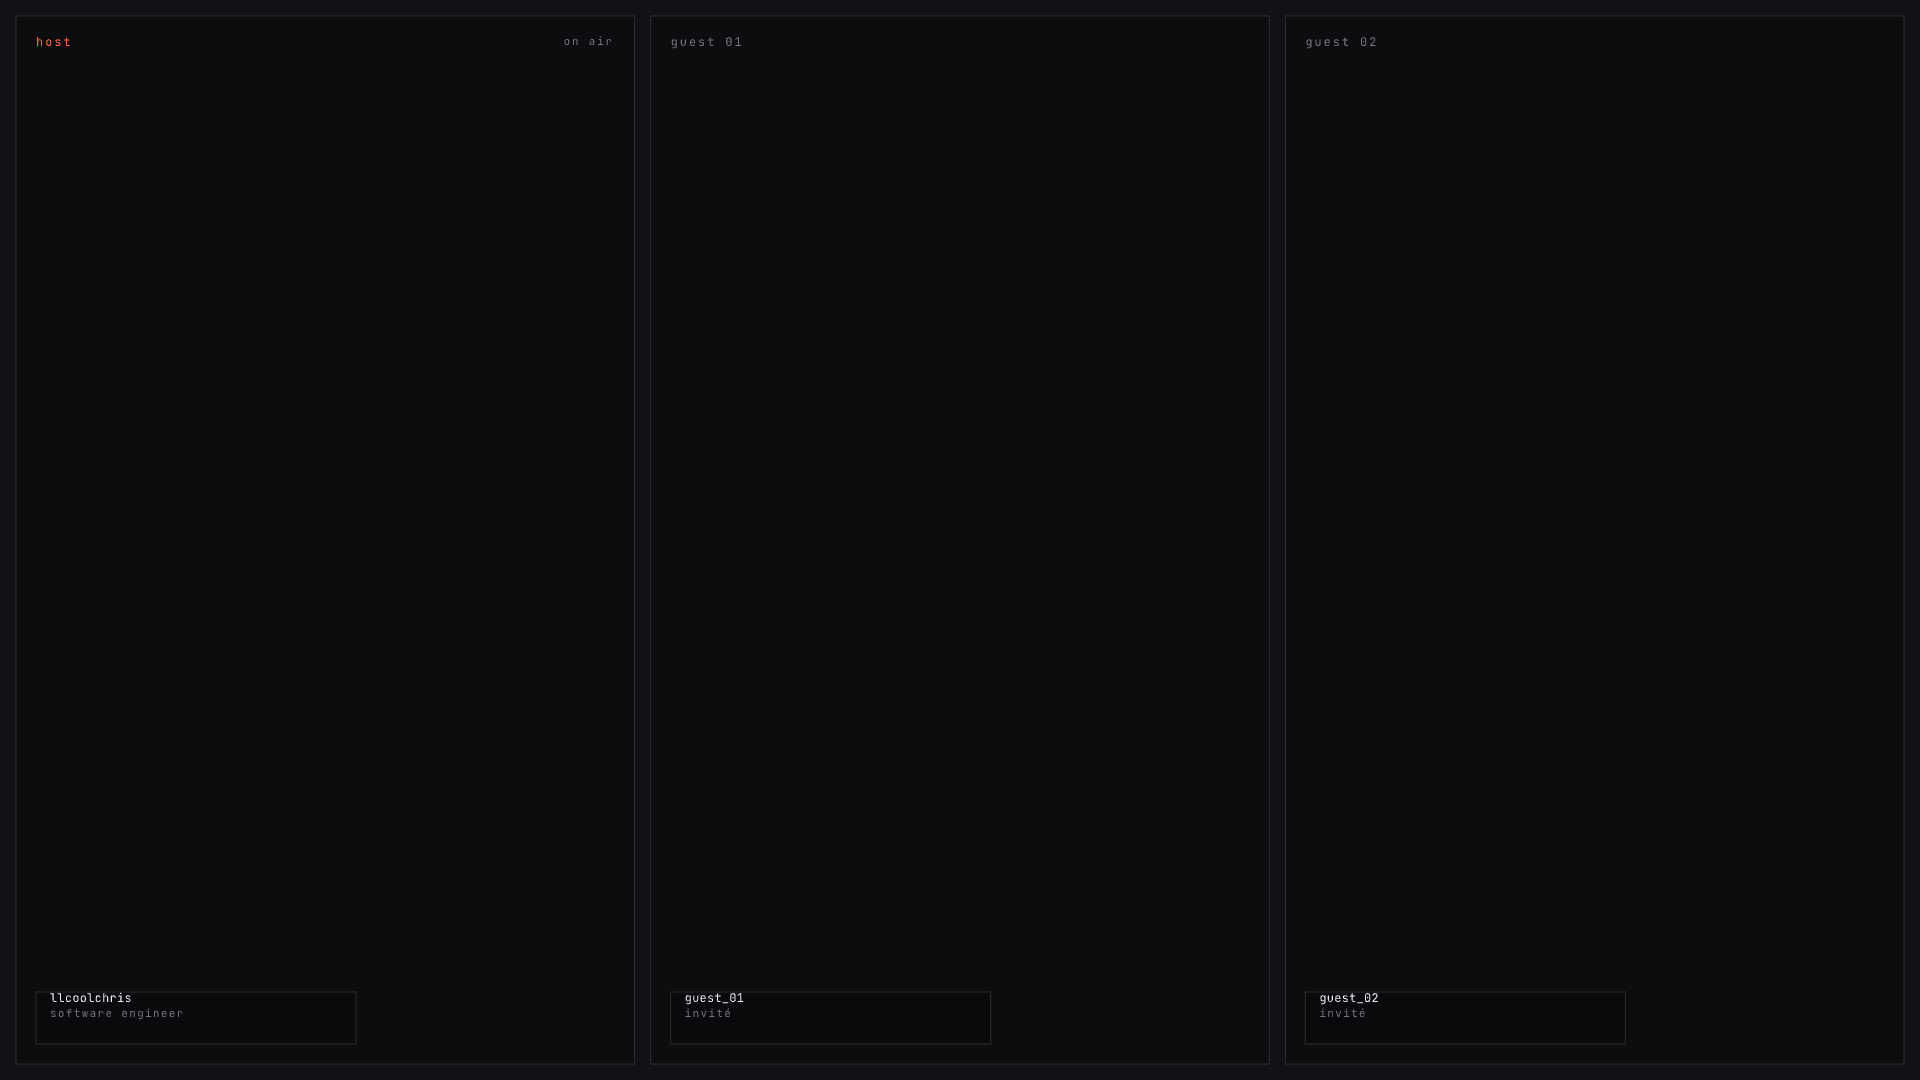 host
on air
guest 01
guest 02
llcoolchris
software engineer
guest_01
invité
guest_02
invité